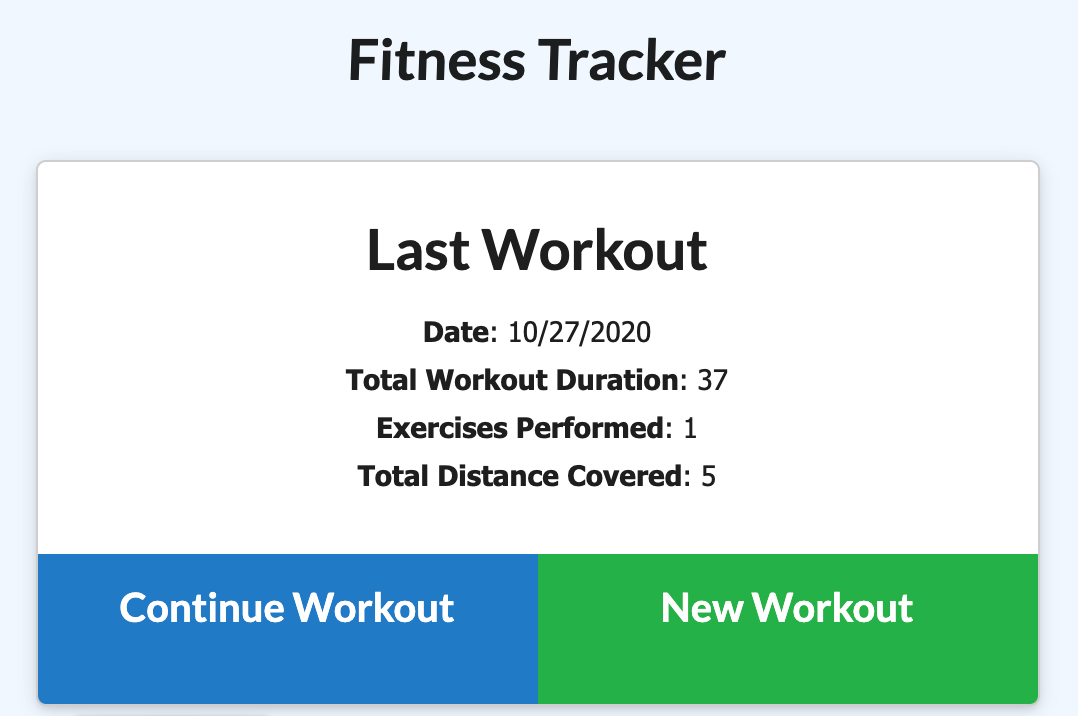 Fitness Tracker
Last Workout
Date: 10/27/2020
Total Workout Duration: 37
Exercises Performed: 1
Total Distance Covered: 5
Continue Workout
New Workout